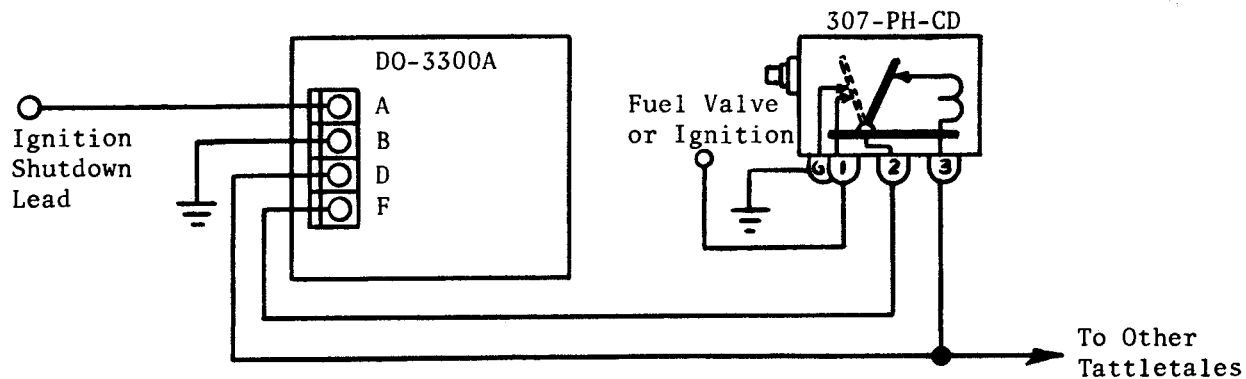 307-PH-CD
DO-3300A
A
B
D
F
Ignition
Shutdown
Lead
Fuel Valve
or Ignition
G
1
2
3
To Other
Tattletales